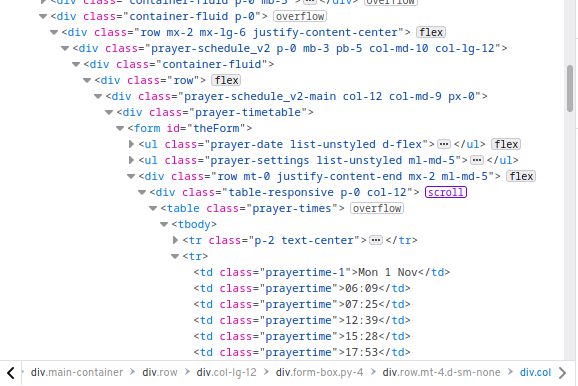 <div class="container-fluid p-0 mb-5"> </div> overflow
<div class="container-fluid p-0"> overflow
<div class="row mx-2 mx-lg-6 justify-content-center"> flex
<div class="prayer-schedule_v2 p-0 mb-3 pb-5 col-md-10 col-lg-12">
<div class="container-fluid">
<div class="row"> flex
<div class="prayer-schedule_v2-main col-12 col-md-9 px-0">
<div class="prayer-timetable">
<form id="theForm">
<ul class="prayer-date list-unstyled d-flex"> ••• </ul> flex
<ul class="prayer-settings list-unstyled ml-md-5"> ••• </ul>
<div class="row mt-0 justify-content-end mx-2 ml-md-5"> flex
<div class="table-responsive p-0 col-12"> scroll
<table class="prayer-times"> overflow
<tbody>
<tr class="p-2 text-center"> ••• </tr>
<tr>
<td class="prayertime-1">Mon 1 Nov</td>
<td class="prayertime">06:09</td>
<td class="prayertime">07:25</td>
<td class="prayertime">12:39</td>
<td class="prayertime">15:28</td>
<td class="prayertime">17:53</td>
div.main-container > div.row > div.col-lg-12 > div.form-box.py-4 > div.row.mt-4.d-sm-none > div.col